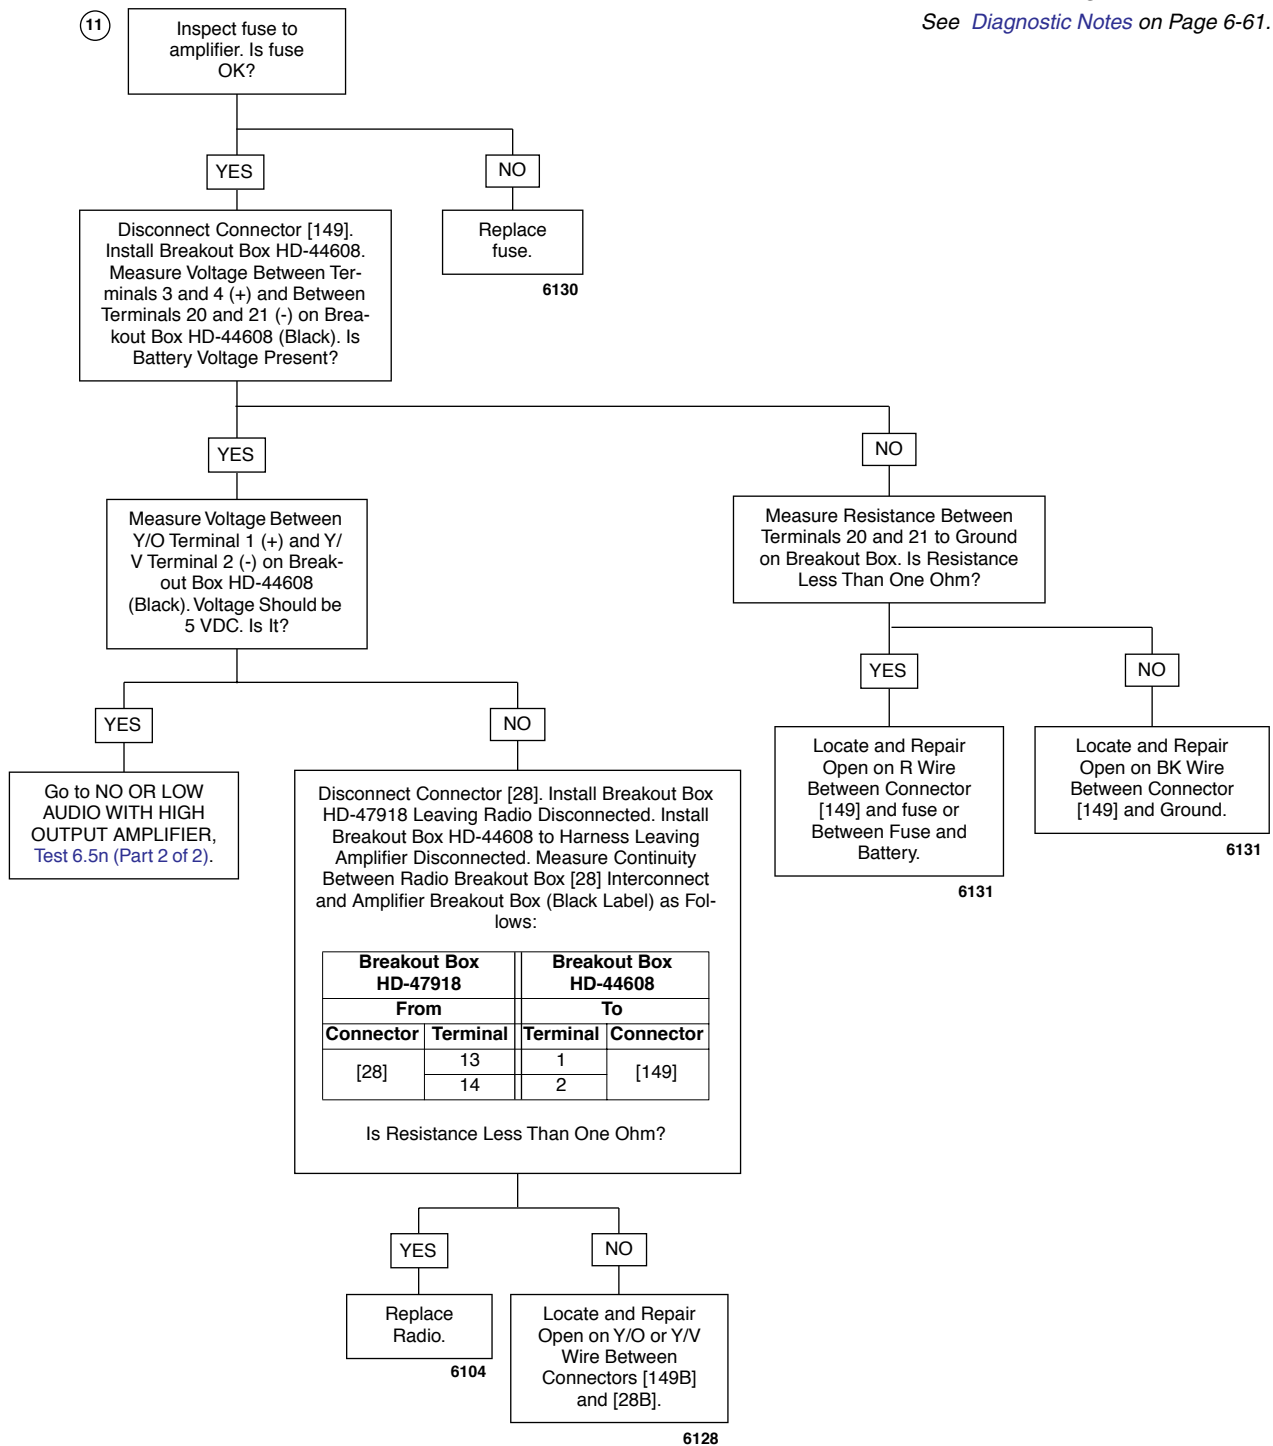 See Diagnostic Notes on Page 6-61.
11
Inspect fuse to
amplifier. Is fuse
OK?
YES
NO
Disconnect Connector [149].
Install Breakout Box HD-44608.
Measure Voltage Between Ter-
minals 3 and 4 (+) and Between
Terminals 20 and 21 (-) on Brea-
kout Box HD-44608 (Black). Is
Battery Voltage Present?
Replace
fuse.
6130
YES
NO
Measure Voltage Between
Y/O Terminal 1 (+) and Y/
V Terminal 2 (-) on Break-
out Box HD-44608
(Black). Voltage Should be
5 VDC. Is It?
Measure Resistance Between
Terminals 20 and 21 to Ground
on Breakout Box. Is Resistance
Less Than One Ohm?
YES
NO
YES
NO
Go to NO OR LOW
AUDIO WITH HIGH
OUTPUT AMPLIFIER,
Test 6.5n (Part 2 of 2).
Disconnect Connector [28]. Install Breakout Box
HD-47918 Leaving Radio Disconnected. Install
Breakout Box HD-44608 to Harness Leaving
Amplifier Disconnected. Measure Continuity
Between Radio Breakout Box [28] Interconnect
and Amplifier Breakout Box (Black Label) as Fol-
lows:
Breakout Box HD-47918 Breakout Box HD-44608
From To
Connector Terminal Terminal Connector
[28] 13 1 [149]
14 2
Is Resistance Less Than One Ohm?
Locate and Repair
Open on R Wire
Between Connector
[149] and fuse or
Between Fuse and
Battery.
6131
Locate and Repair
Open on BK Wire
Between Connector
[149] and Ground.
6131
YES
NO
Replace
Radio.
6104
Locate and Repair
Open on Y/O or Y/V
Wire Between
Connectors [149B]
and [28B].
6128